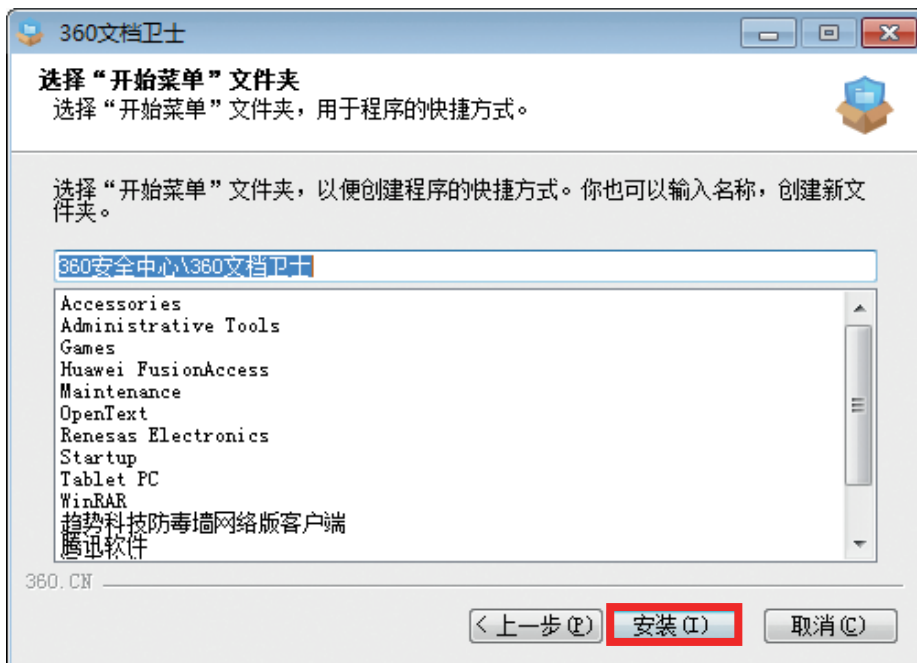 360文档卫士
选择“开始菜单”文件夹
选择“开始菜单”文件夹，用于程序的快捷方式。
选择“开始菜单”文件夹，以便创建程序的快捷方式。你也可以输入名称，创建新文
件夹。
360安全中心\360文档卫士
Accessories
Administrative Tools
Games
Huawei FusionAccess
Maintenance
OpenText
Renesas Electronics
Startup
Tablet PC
WinRAR
趋势科技防毒墙网络版客户端
腾讯软件
360.CN
< 上一步(P) 安装(I) 取消(C)